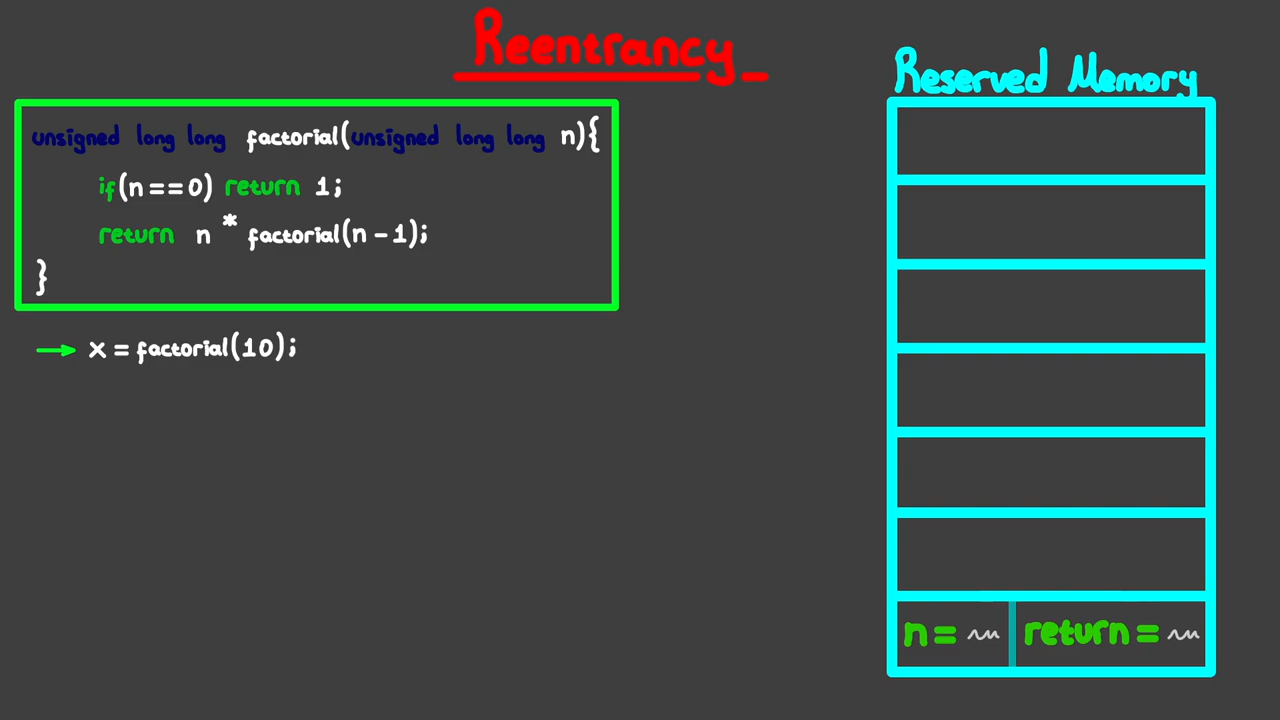 Reentrancy
Reserved Memory
unsigned long long factorial(unsigned long long n){
if(n==0) return 1;
return n * factorial(n-1);
}
→ x = factorial(10);
n =
return =